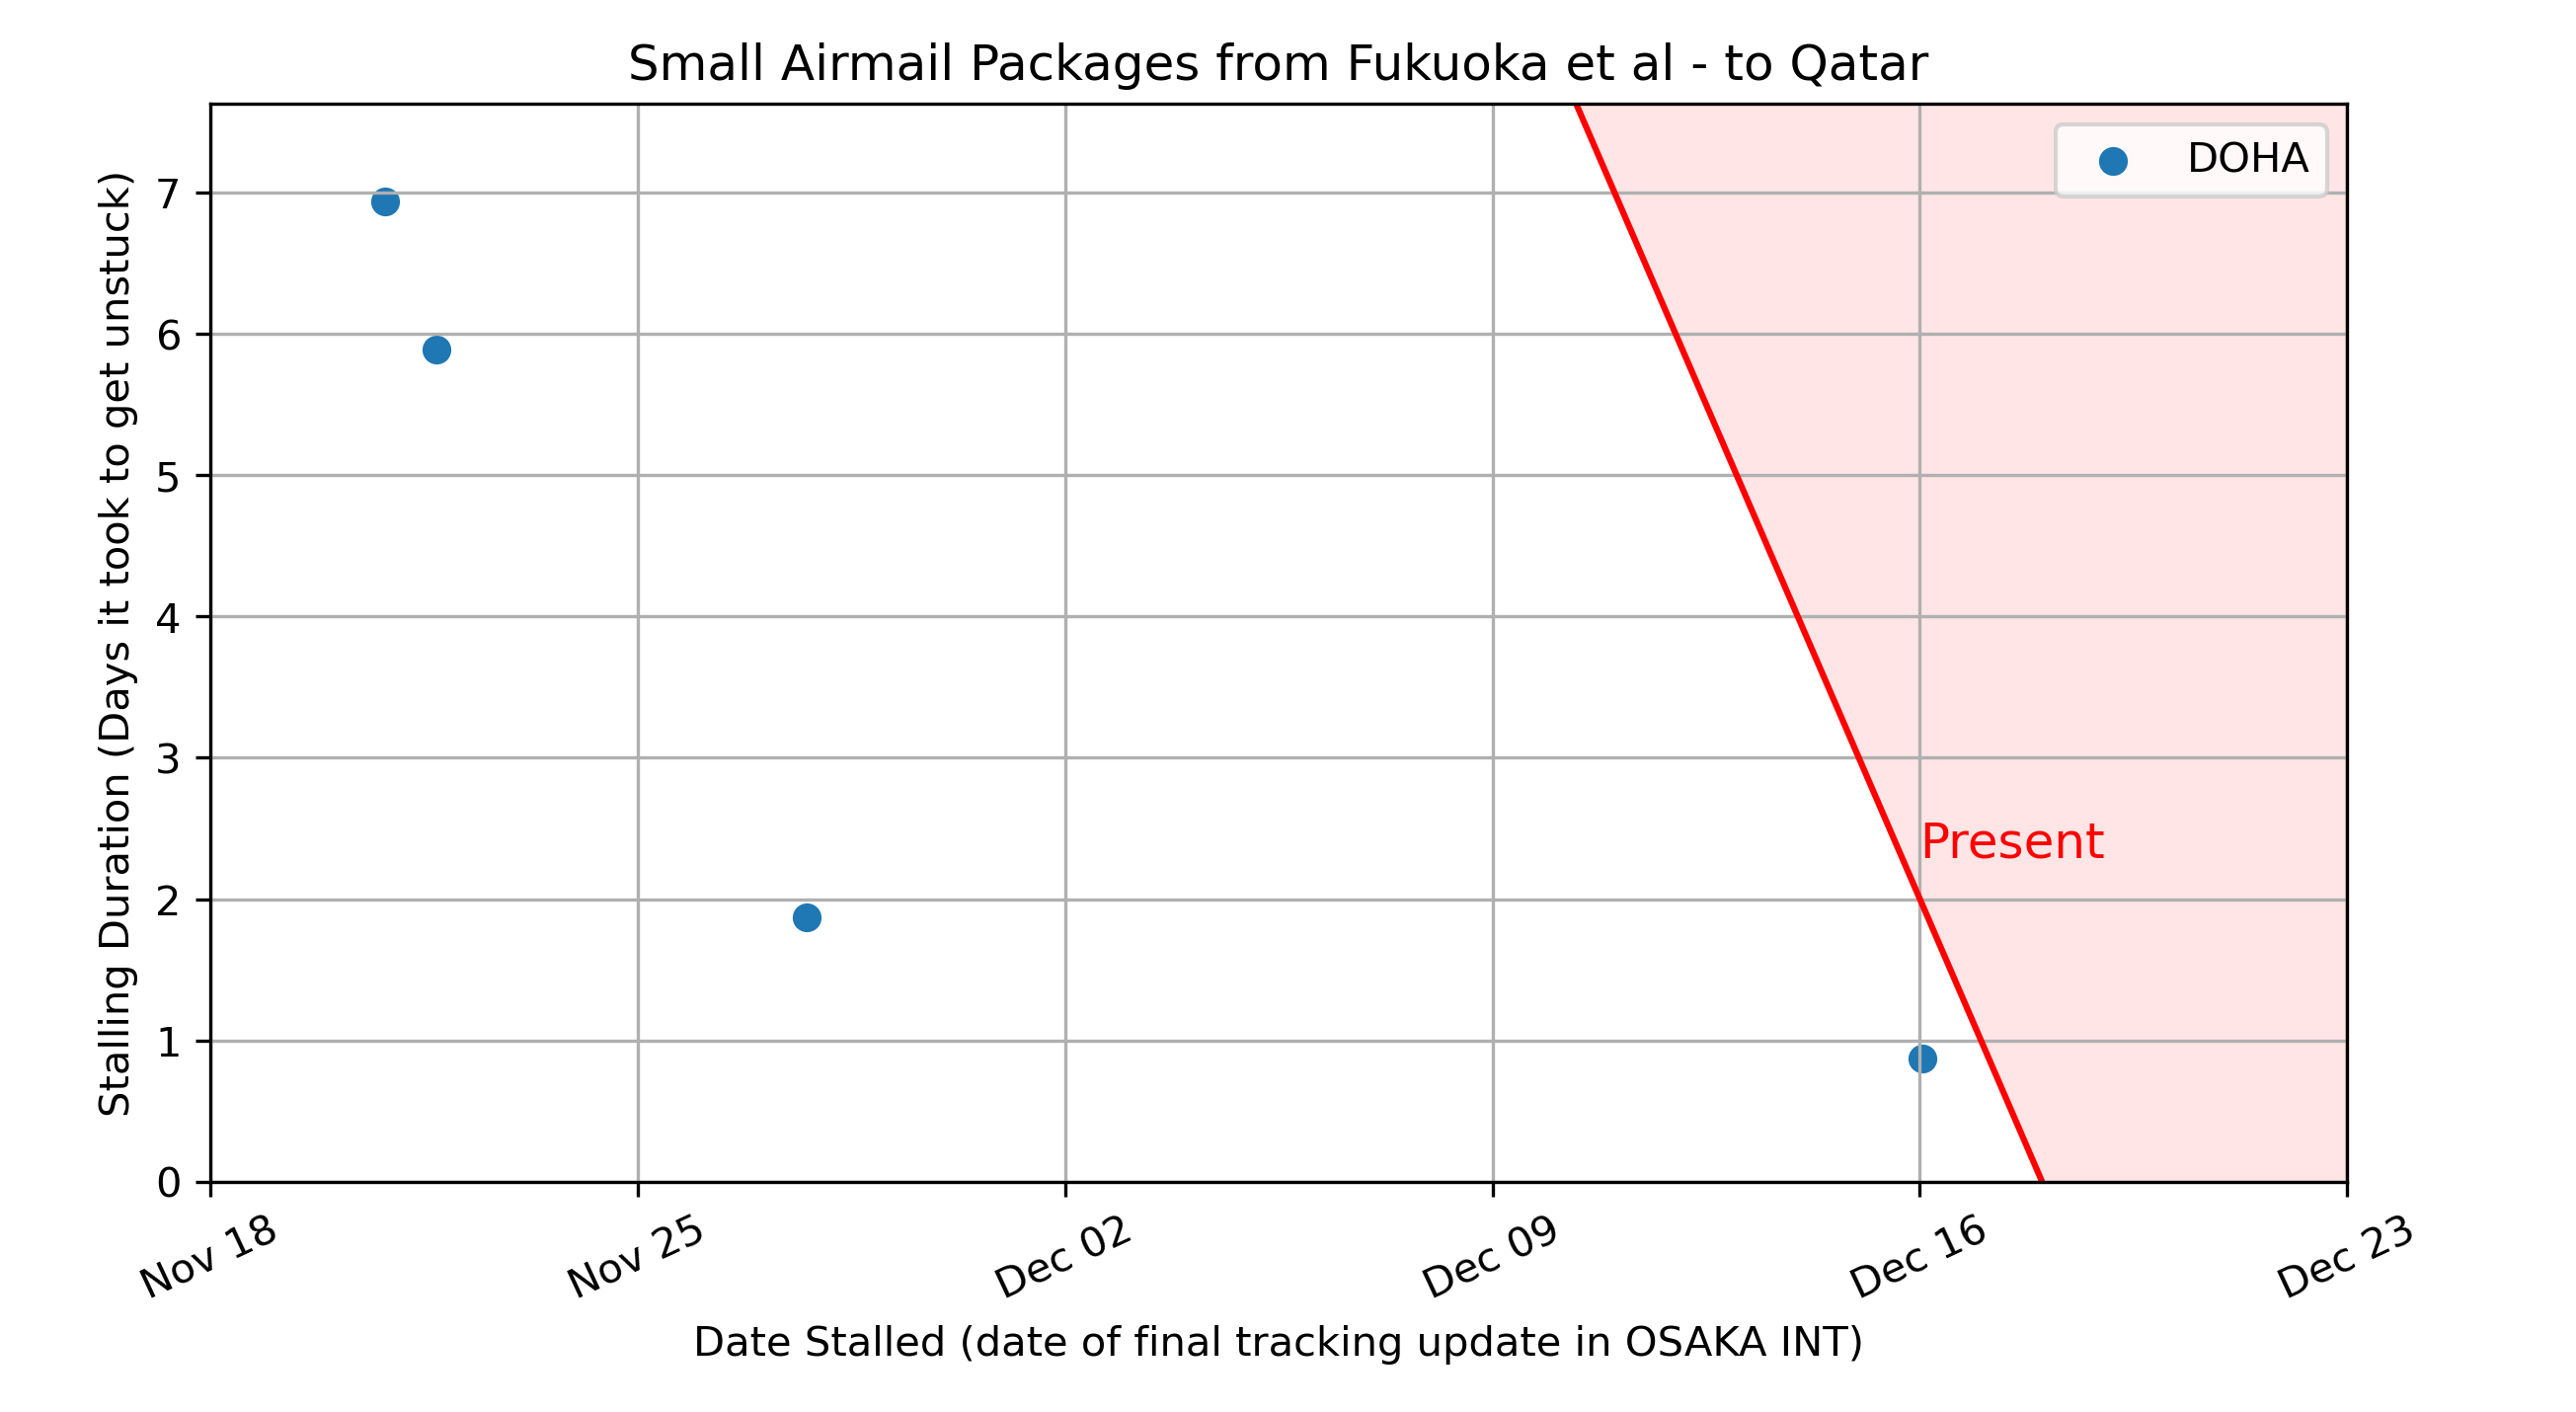 Small Airmail Packages from Fukuoka et al - to Qatar
Stalling Duration (Days it took to get unstuck)
7
6
5
4
3
2
1
0
DOHA
Present
Nov 18
Nov 25
Dec 02
Dec 09
Dec 16
Dec 23
Date Stalled (date of final tracking update in OSAKA INT)